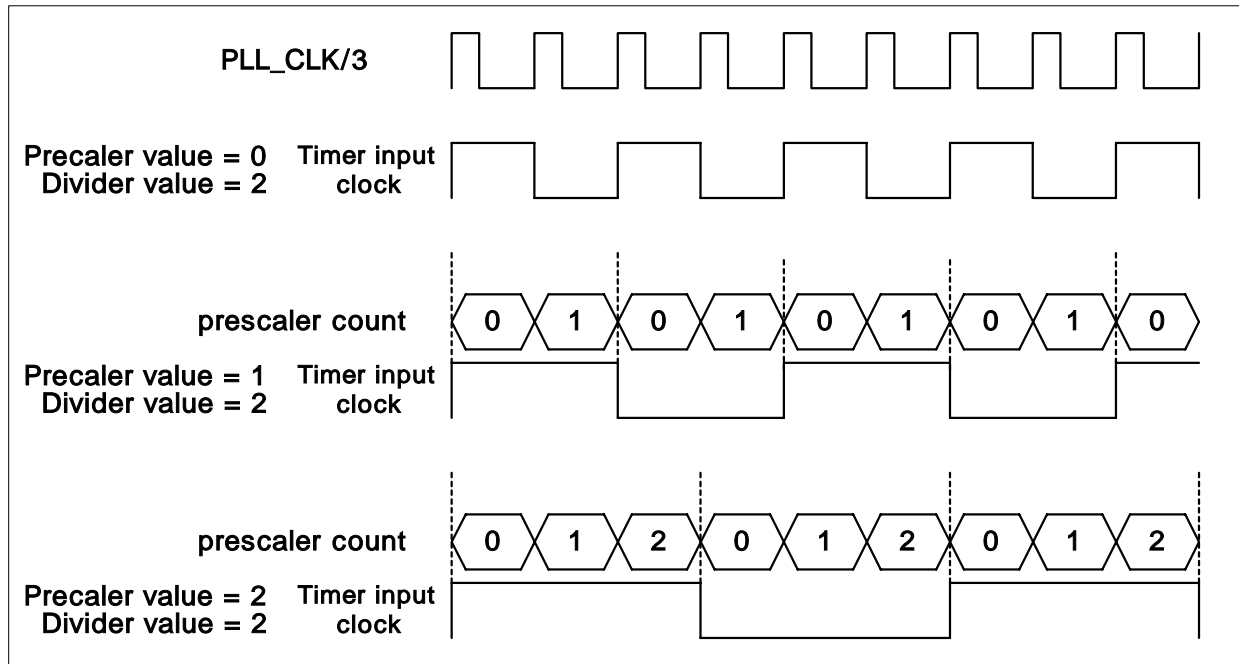 PLL_CLK/3
Precaler value = 0 Timer input
Divider value = 2 clock
prescaler count 0 1 0 1 0 1 0 1 0
Precaler value = 1 Timer input
Divider value = 2 clock
prescaler count 0 1 2 0 1 2 0 1 2
Precaler value = 2 Timer input
Divider value = 2 clock